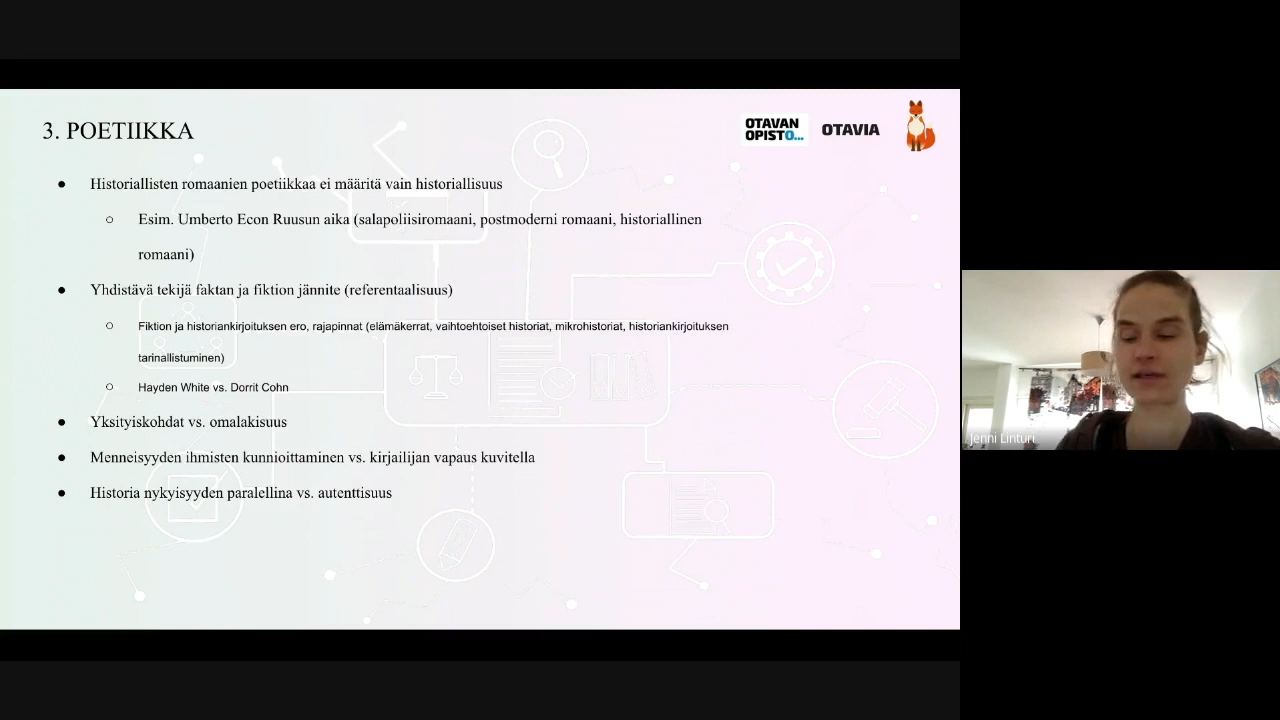 3. POETIIKKA
OTAVAN
OPISTO...
OTAVIA
● Historiallisten romaanien poetiikkaa ei määritä vain historiallisuus
○ Esim. Umberto Econ Ruusun aika (salapoliisiromaani, postmoderni romaani, historiallinen
romaani)
● Yhdistävä tekijä faktan ja fiktion jännite (referentaalisuus)
○ Fiktion ja historiankirjoituksen ero, rajapinnat (elämäkerrat, vaihtoehtoiset historiat, mikrohistoriat, historiankirjoituksen
tarinallistuminen)
○ Hayden White vs. Dorrit Cohn
● Yksityiskohdat vs. omalakisuus
● Menneisyyden ihmisten kunnioittaminen vs. kirjailijan vapaus kuvitella
● Historia nykyisyyden paralellina vs. autenttisuus
Jenni Linturi